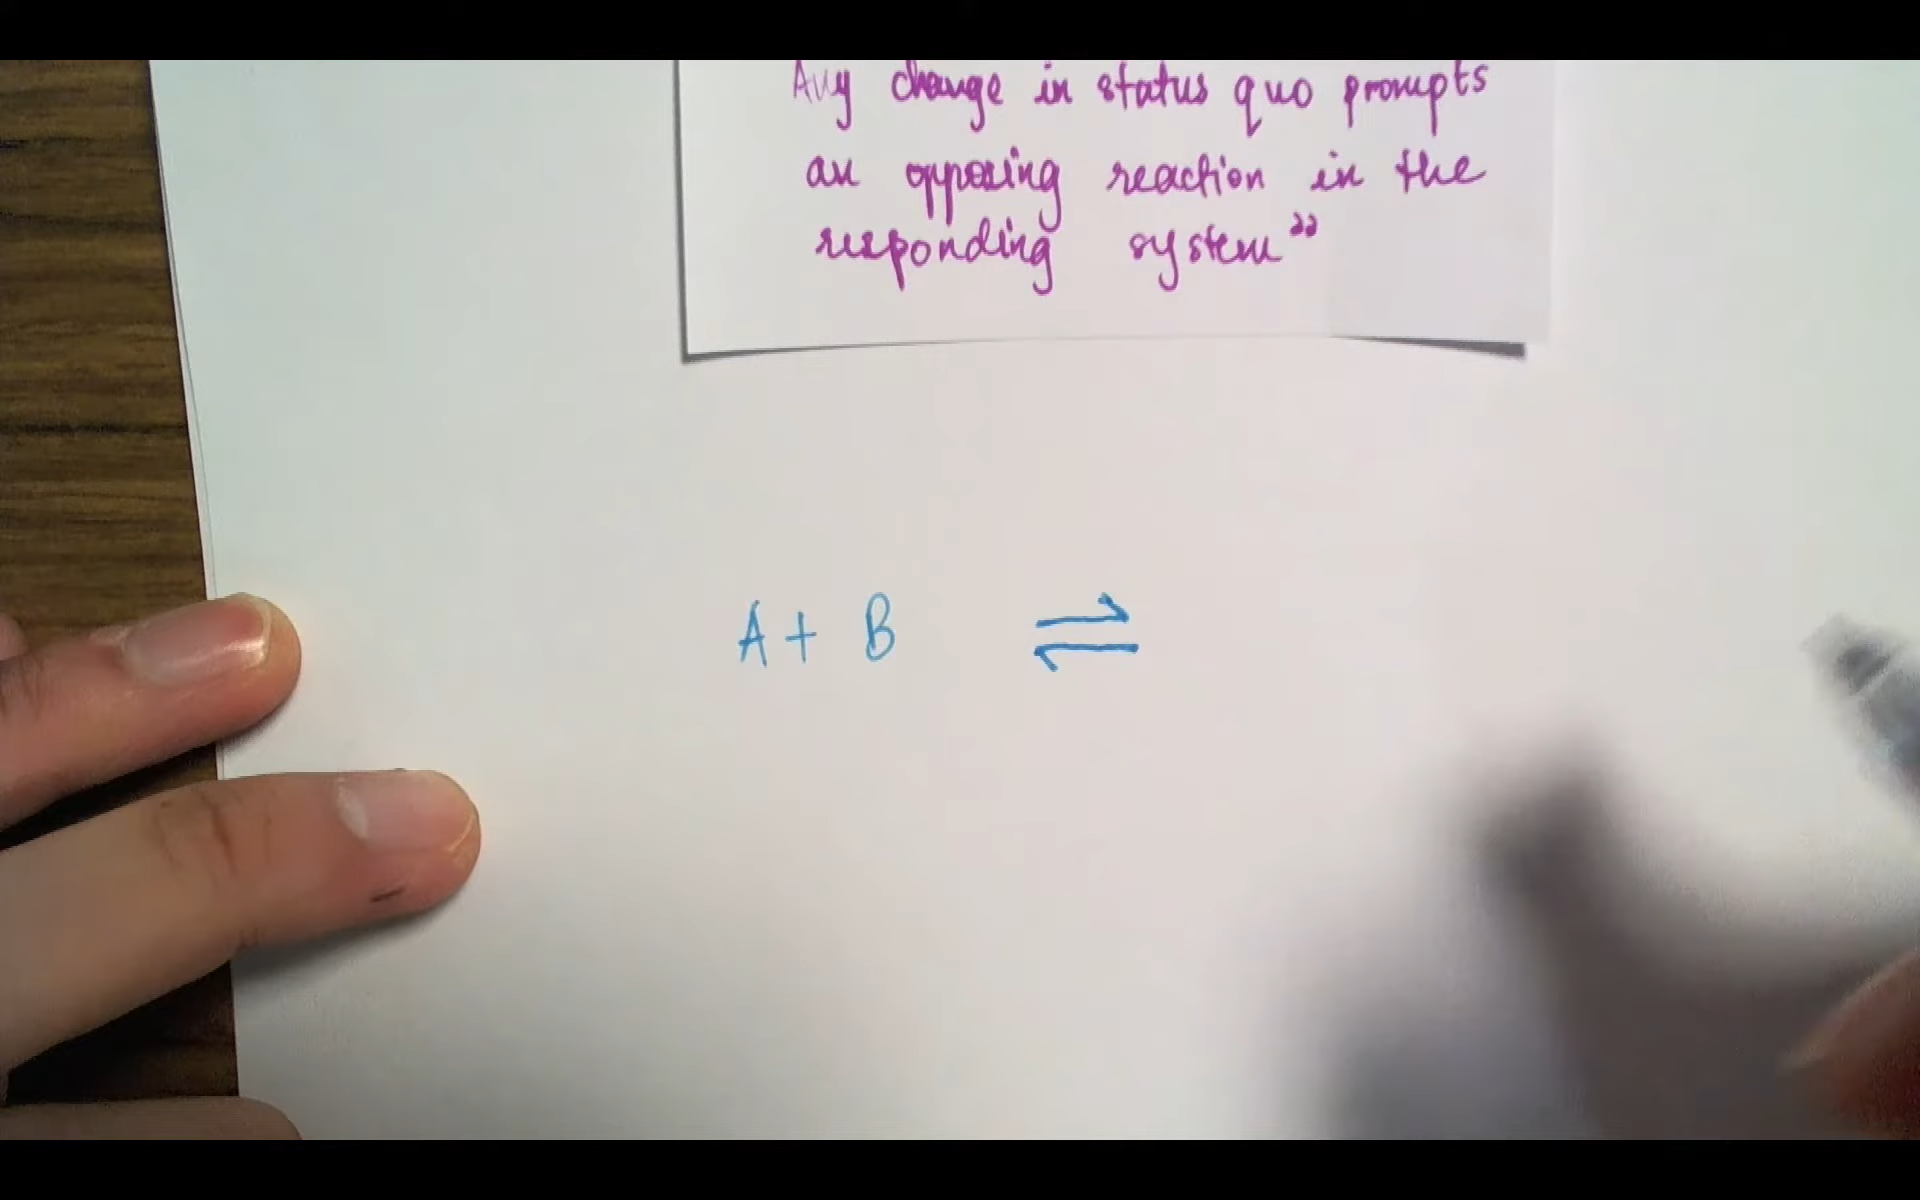 Any change in status quo prompts
an opposing reaction in the
responding system”
A + B ⇌